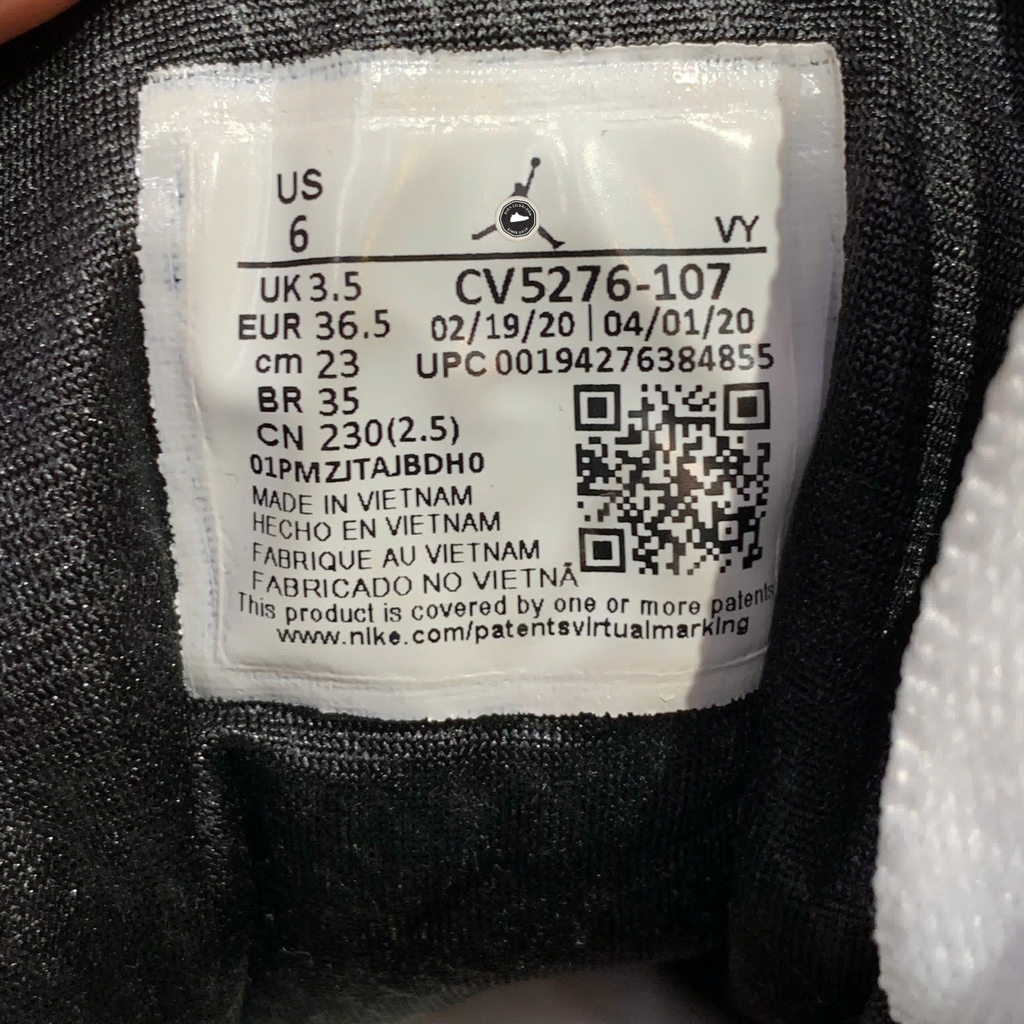 US
6
VY
UK 3.5
CV5276-107
EUR 36.5
02/19/20 | 04/01/20
cm 23
UPC 00194276384855
BR 35
CN 230(2.5)
01PMZJTAJBDH0
MADE IN VIETNAM
HECHO EN VIETNAM
FABRIQUE AU VIETNAM
FABRICADO NO VIETNÃ
This product is covered by one or more patents
www.nike.com/patentsvirtualmarking